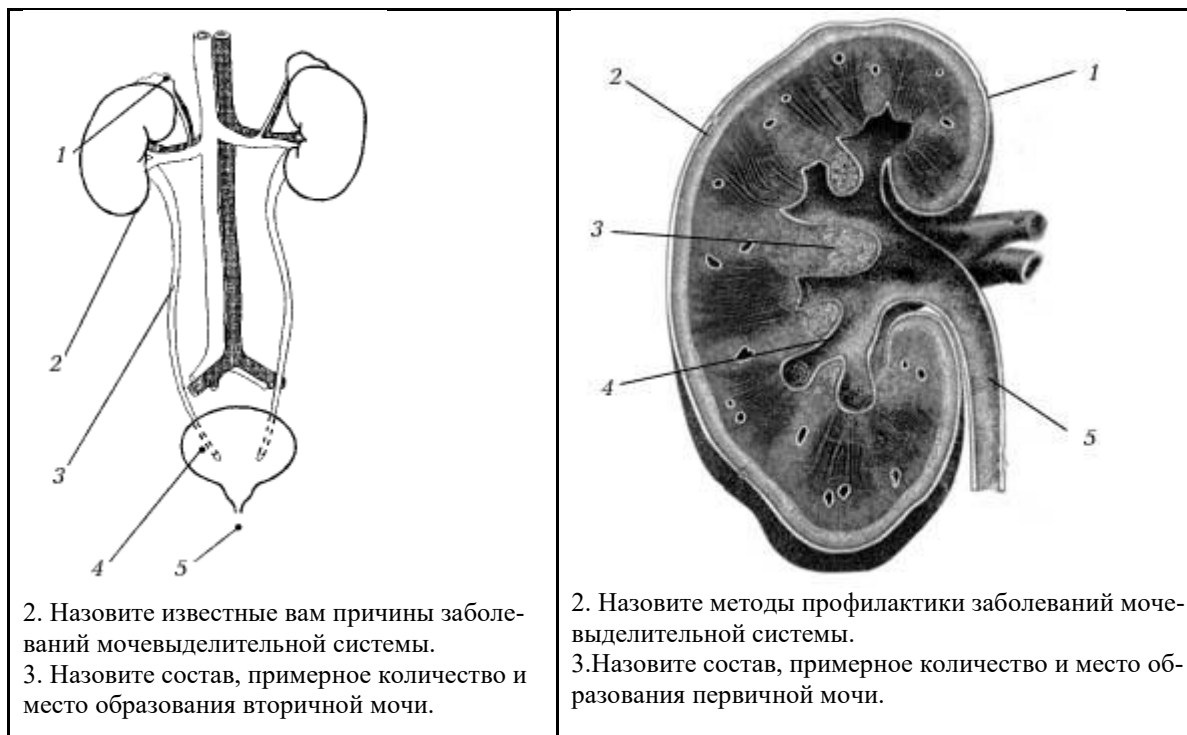 1
2
3
4
5
2. Назовите известные вам причины заболе-
ваний мочевыделительной системы.
3. Назовите состав, примерное количество и
место образования вторичной мочи.
2
1
3
4
5
2. Назовите методы профилактики заболеваний моче-
выделительной системы.
3.Назовите состав, примерное количество и место об-
разования первичной мочи.